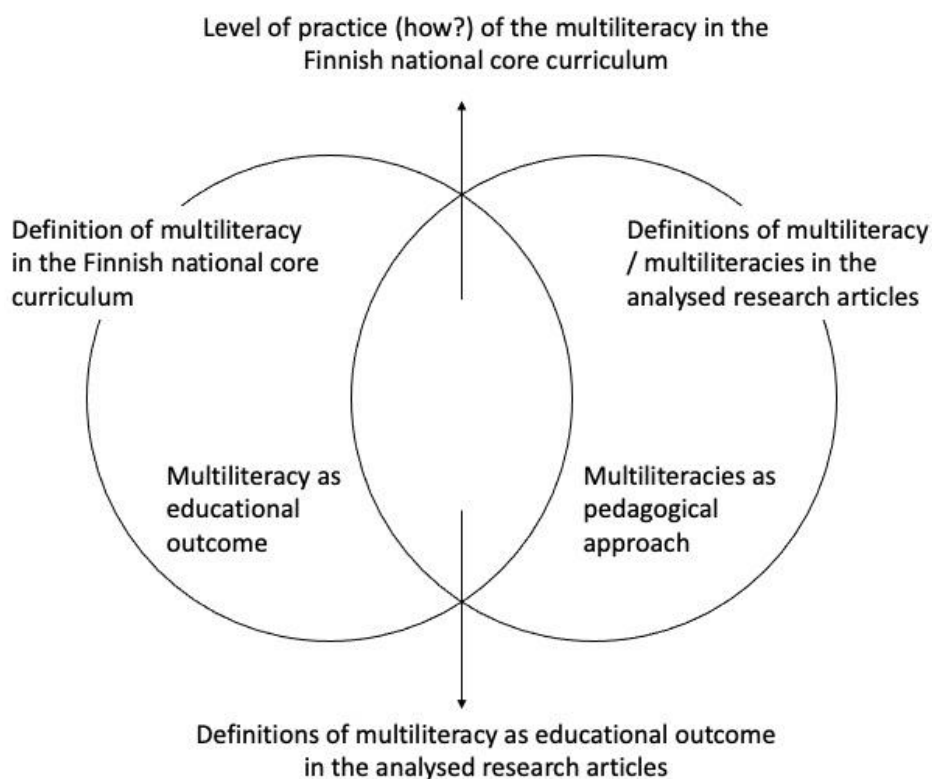 Level of practice (how?) of the multiliteracy in the
Finnish national core curriculum
Definition of multiliteracy
in the Finnish national core
curriculum
Definitions of multiliteracy
/ multiliteracies in the
analysed research articles
Multiliteracy as
educational
outcome
Multiliteracies as
pedagogical
approach
Definitions of multiliteracy as educational outcome
in the analysed research articles